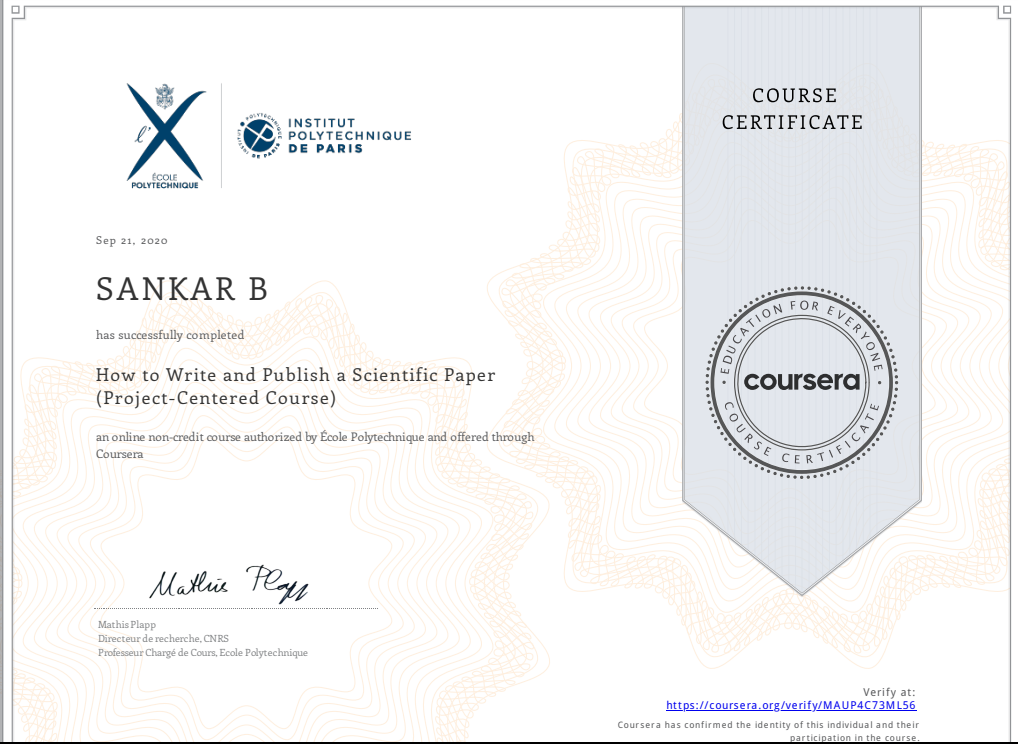 COURSE
CERTIFICATE
l'X
ÉCOLE
POLYTECHNIQUE
INSTITUT
POLYTECHNIQUE
DE PARIS
Sep 21, 2020
SANKAR B
has successfully completed
How to Write and Publish a Scientific Paper
(Project-Centered Course)
an online non-credit course authorized by École Polytechnique and offered through
Coursera
EDUCATION FOR EVERYONE
coursera
COURSE CERTIFICATE
Mathis Plapp
Mathis Plapp
Directeur de recherche, CNRS
Professeur Chargé de Cours, Ecole Polytechnique
Verify at:
https://coursera.org/verify/MAUP4C73ML56
Coursera has confirmed the identity of this individual and their
participation in the course.